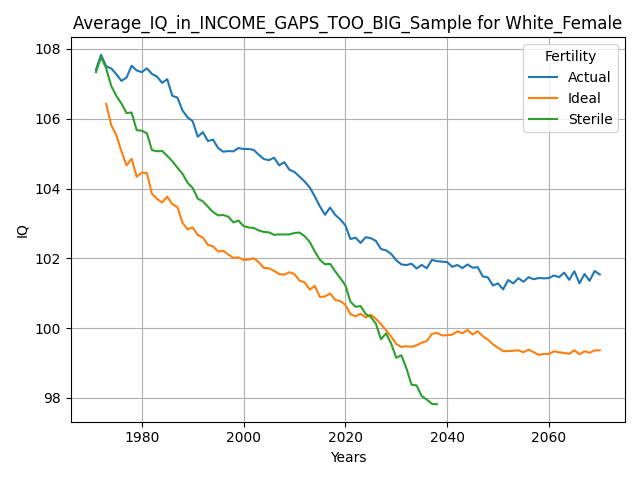 Average_IQ_in_INCOME_GAPS_TOO_BIG_Sample for White_Female
Fertility
Actual
Ideal
Sterile
108
106
104
102
100
98
IQ
1980
2000
2020
2040
2060
Years